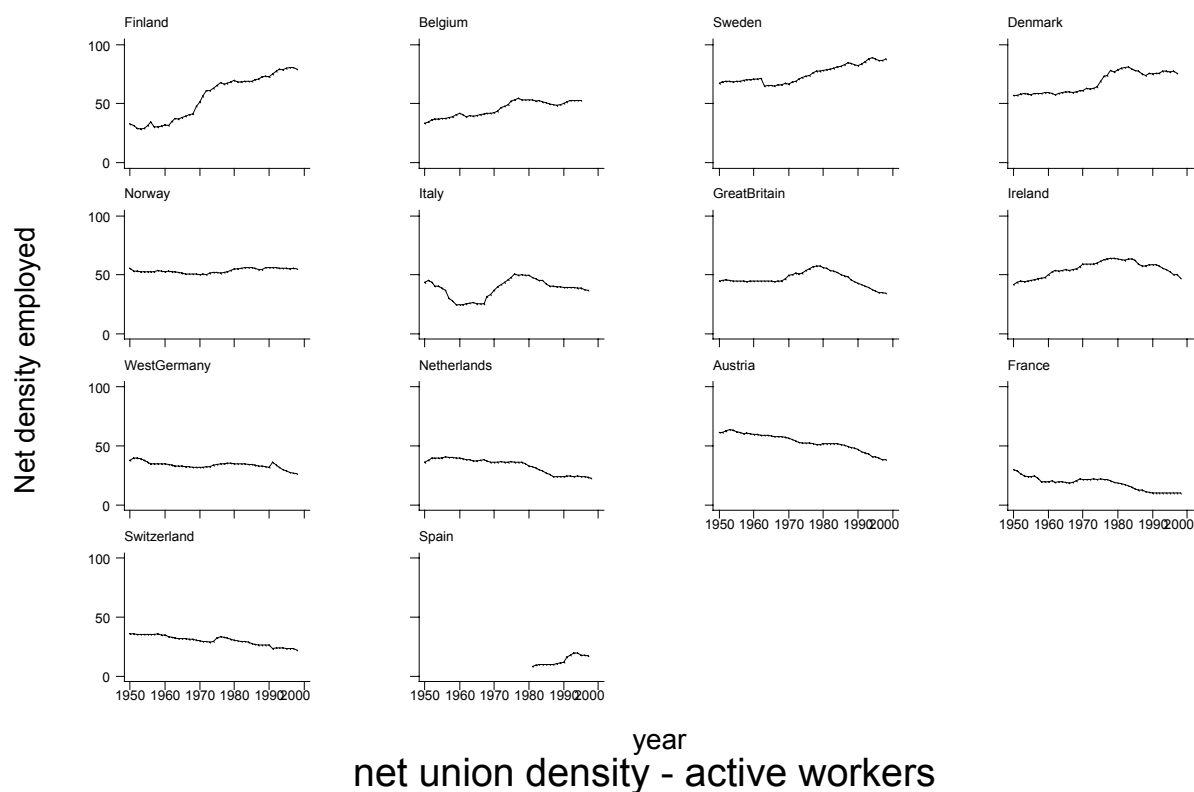 Finland Belgium Sweden Denmark
100
50
0
Norway Italy GreatBritain Ireland
100
50
0
WestGermany Netherlands Austria France
100
50
0
1950 1960 1970 1980 1990 2000 1950 1960 1970 1980 1990 2000
Switzerland Spain
100
50
0
1950 1960 1970 1980 1990 2000 1950 1960 1970 1980 1990 2000
Net density employed
year
net union density - active workers